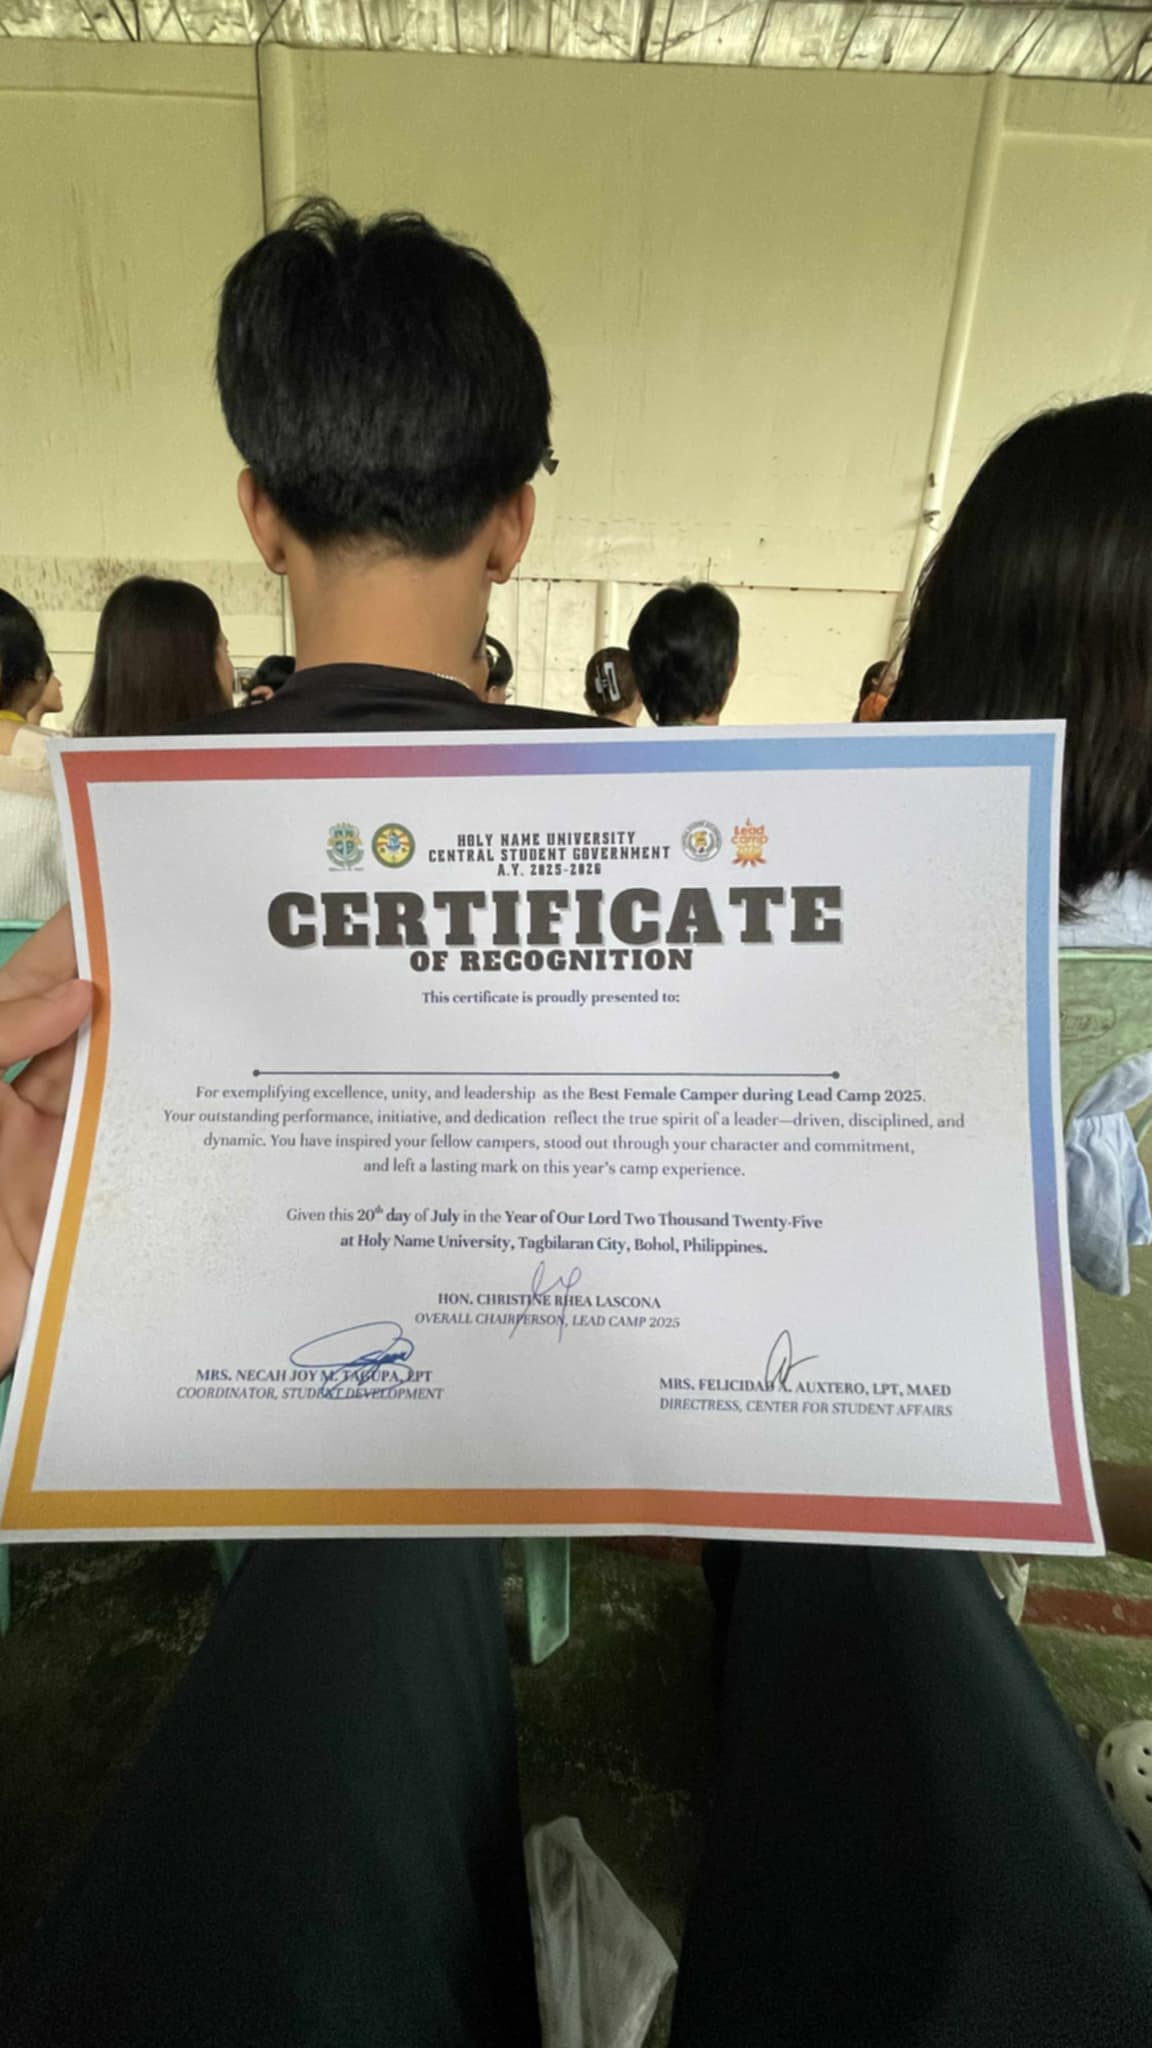 HOLY NAME UNIVERSITY
CENTRAL STUDENT GOVERNMENT
A.Y. 2025-2026
Lead
camp
CERTIFICATE
OF RECOGNITION
This certificate is proudly presented to:
For exemplifying excellence, unity, and leadership as the Best Female Camper during Lead Camp 2025.
Your outstanding performance, initiative, and dedication reflect the true spirit of a leader—driven, disciplined, and
dynamic. You have inspired your fellow campers, stood out through your character and commitment,
and left a lasting mark on this year's camp experience.
Given this 20th day of July in the Year of Our Lord Two Thousand Twenty-Five
at Holy Name University, Tagbilaran City, Bohol, Philippines.
HON. CHRISTINE RHEA LASCONA
OVERALL CHAIRPERSON, LEAD CAMP 2025
MRS. NECAH JOY M. TAGUPA, LPT
COORDINATOR, STUDENT DEVELOPMENT
MRS. FELICIDAD X. AUXTERO, LPT, MAED
DIRECTRESS, CENTER FOR STUDENT AFFAIRS